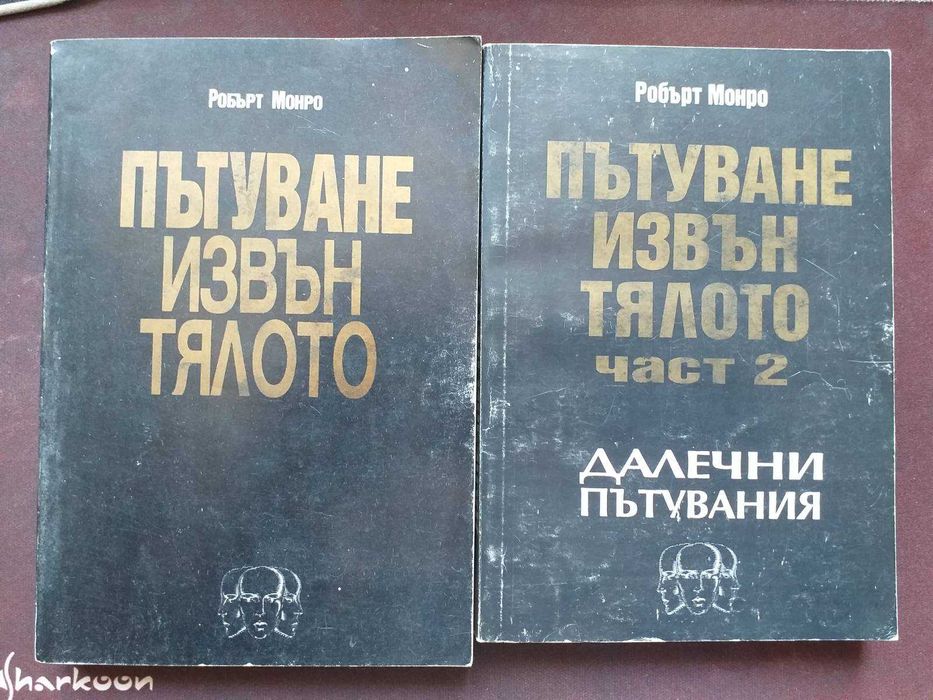 Робърт Монро
ПЪТУВАНЕ
ИЗВЪН
ТЯЛОТО
Робърт Монро
ПЪТУВАНЕ
ИЗВЪН
ТЯЛОТО
част 2
ДАЛЕЧНИ
ПЪТУВАНИЯ
Sharkoon